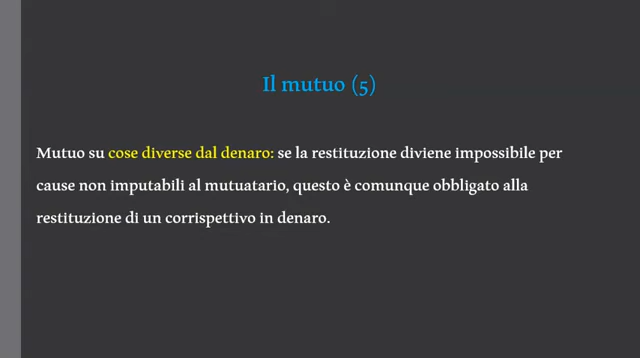 Il mutuo (5)
Mutuo su cose diverse dal denaro: se la restituzione diviene impossibile per
cause non imputabili al mutuatario, questo è comunque obbligato alla
restituzione di un corrispettivo in denaro.